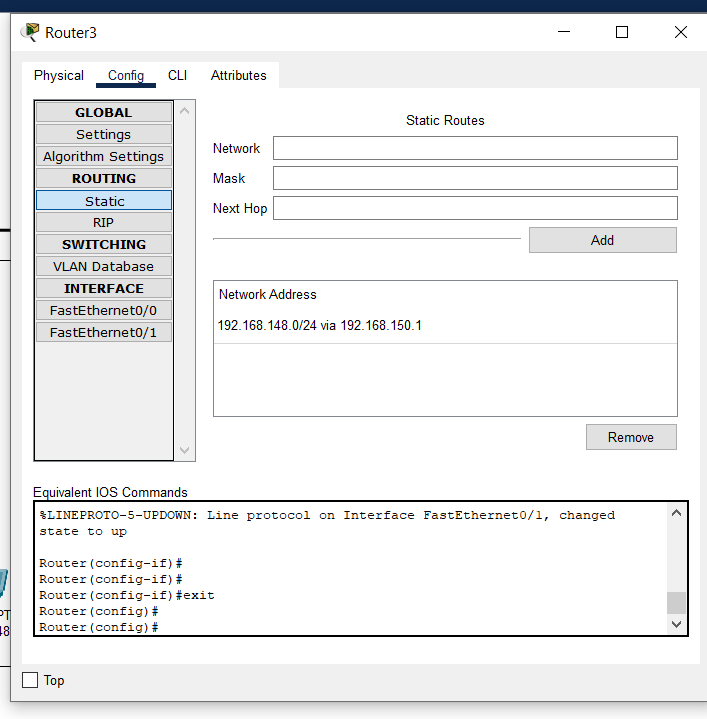 Router3
Physical Config CLI Attributes
GLOBAL
Settings
Algorithm Settings
ROUTING
Static
RIP
SWITCHING
VLAN Database
INTERFACE
FastEthernet0/0
FastEthernet0/1
Static Routes
Network
Mask
Next Hop
Add
Network Address
192.168.148.0/24 via 192.168.150.1
Remove
Equivalent IOS Commands
%LINEPROTO-5-UPDOWN: Line protocol on Interface FastEthernet0/1, changed
state to up
Router(config-if)#
Router(config-if)#
Router(config-if)#exit
Router(config)#
Router(config)#
PT
48
Top